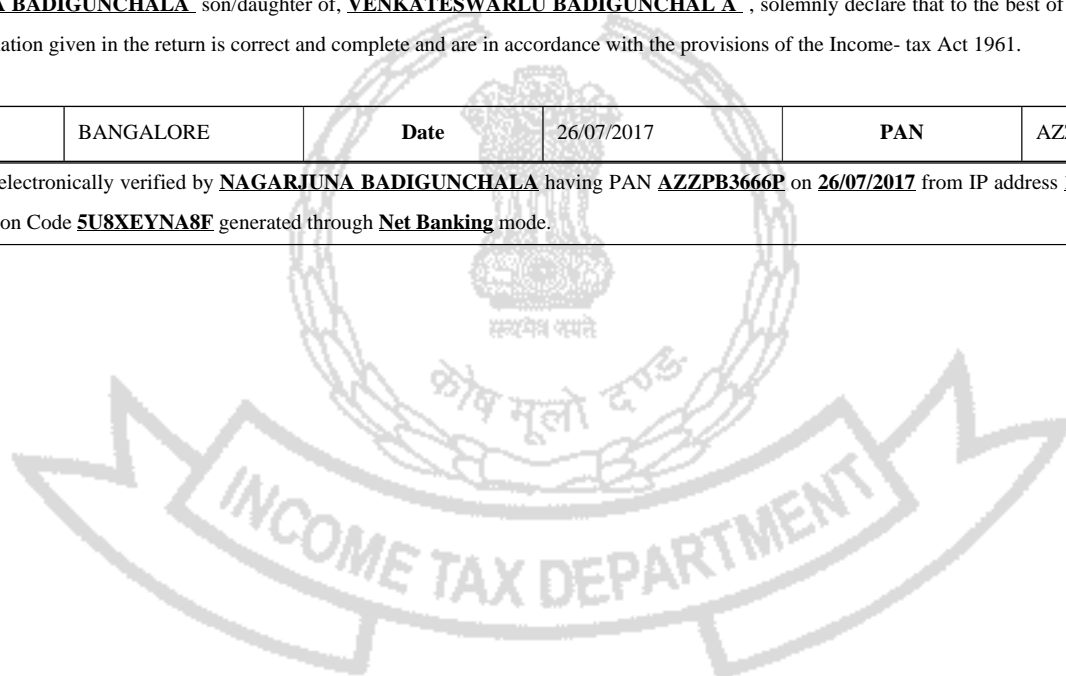 A BADIGUNCHALA son/daughter of, VENKATESWARLU BADIGUNCHAL A , solemnly declare that to the best of
ation given in the return is correct and complete and are in accordance with the provisions of the Income- tax Act 1961.
BANGALORE Date 26/07/2017 PAN AZ
electronically verified by NAGARJUNA BADIGUNCHALA having PAN AZZPB3666P on 26/07/2017 from IP address
on Code 5U8XEYNA8F generated through Net Banking mode.
सत्यमेव जयते
कोष मूलो दण्ड:
INCOME TAX DEPARTMENT